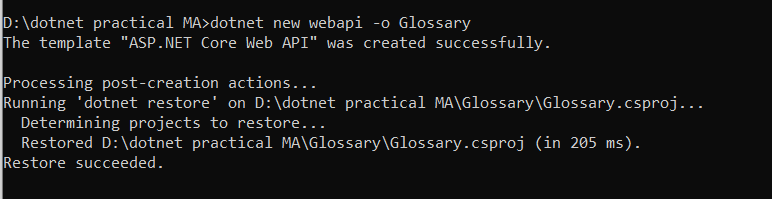 D:\dotnet practical MA>dotnet new webapi -o Glossary
The template "ASP.NET Core Web API" was created successfully.
Processing post-creation actions...
Running 'dotnet restore' on D:\dotnet practical MA\Glossary\Glossary.csproj...
  Determining projects to restore...
  Restored D:\dotnet practical MA\Glossary\Glossary.csproj (in 205 ms).
Restore succeeded.